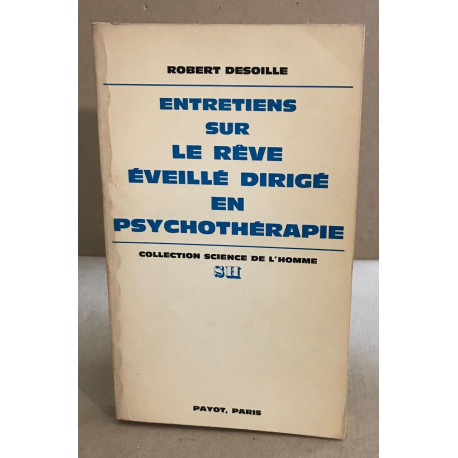 ROBERT DESOILLE
ENTRETIENS
SUR
LE RÊVE
ÉVEILLÉ DIRIGÉ
EN
PSYCHOTHÉRAPIE
COLLECTION SCIENCE DE L'HOMME
SH
PAYOT, PARIS